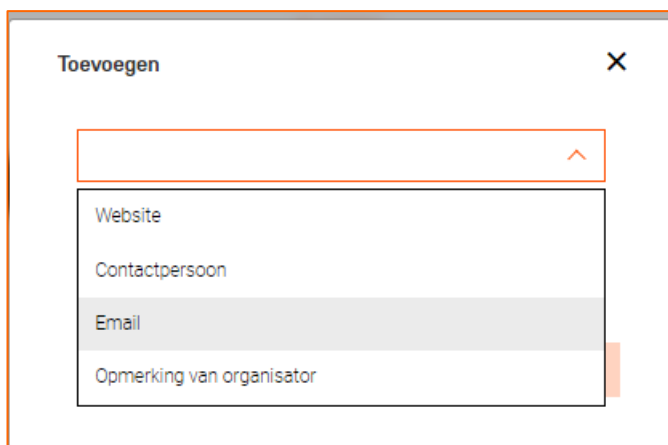 Toevoegen
Website
Contactpersoon
Email
Opmerking van organisator